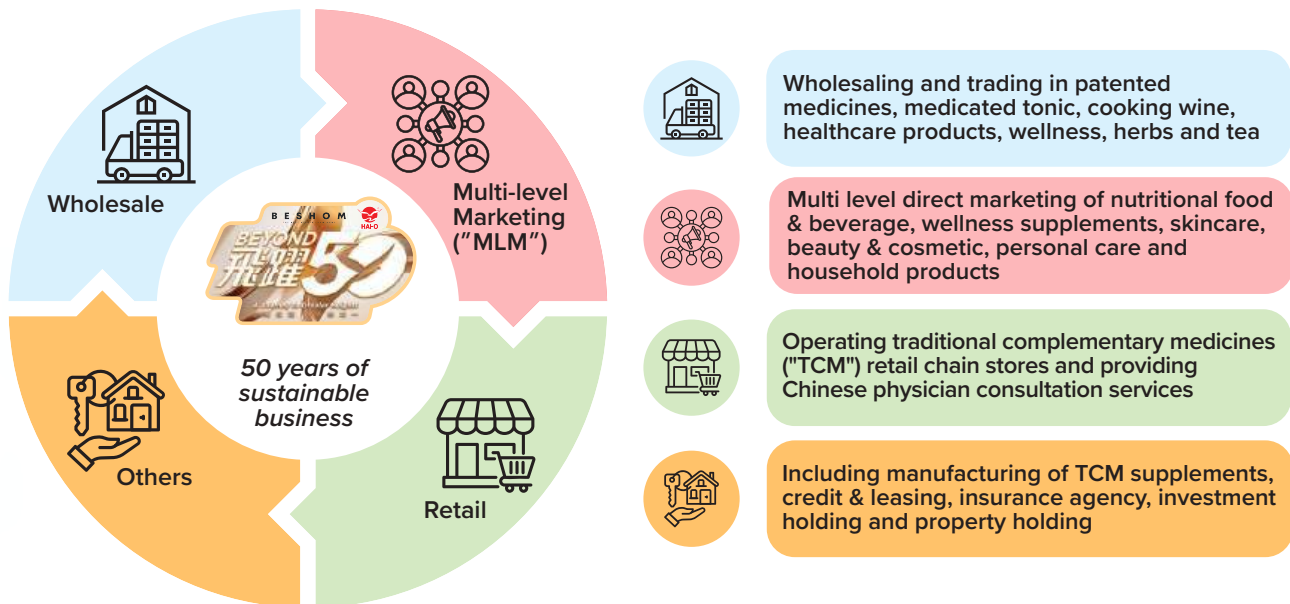 Wholesale
Multi-level
Marketing
("MLM")
BESHOM
HAI-O
BEYOND
飛躍 50
50 years of
sustainable
business
Others
Retail
Wholesaling and trading in patented
medicines, medicated tonic, cooking wine,
healthcare products, wellness, herbs and tea
Multi level direct marketing of nutritional food
& beverage, wellness supplements, skincare,
beauty & cosmetic, personal care and
household products
Operating traditional complementary medicines
("TCM") retail chain stores and providing
Chinese physician consultation services
Including manufacturing of TCM supplements,
credit & leasing, insurance agency, investment
holding and property holding